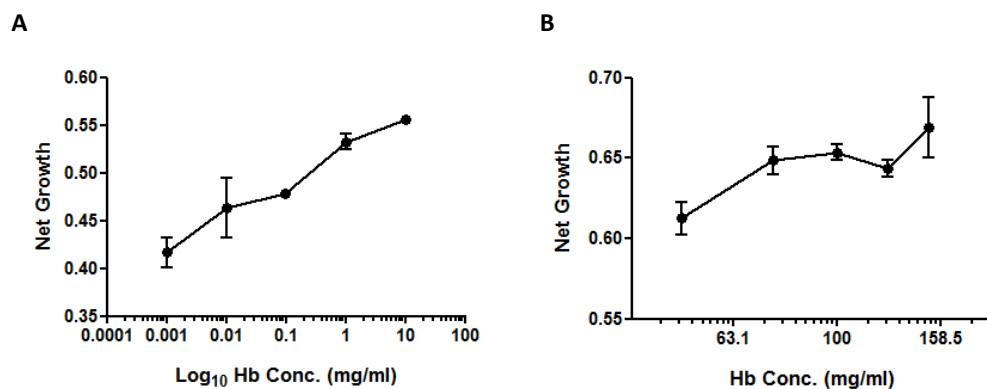 A
Net Growth
0.60
0.55
0.50
0.45
0.40
0.35
0.0001 0.001 0.01 0.1 1 10 100
Log10 Hb Conc. (mg/ml)
B
Net Growth
0.70
0.65
0.60
0.55
63.1 100 158.5
Hb Conc. (mg/ml)